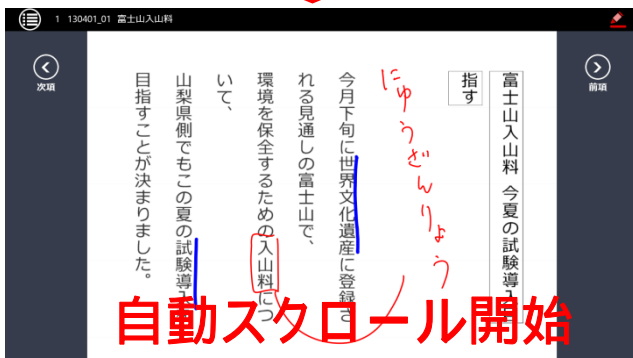 1 130401_01 富士山入山料
次項
前項
富士山入山料 今夏の試験導入
指す
にゅうざんりょう
今月下旬に世界文化遺産に登録さ
れる見通しの富士山で、
環境を保全するための入山料につ
いて、
山梨県側でもこの夏の試験導入
目指すことが決まりました。
自動スクロール開始